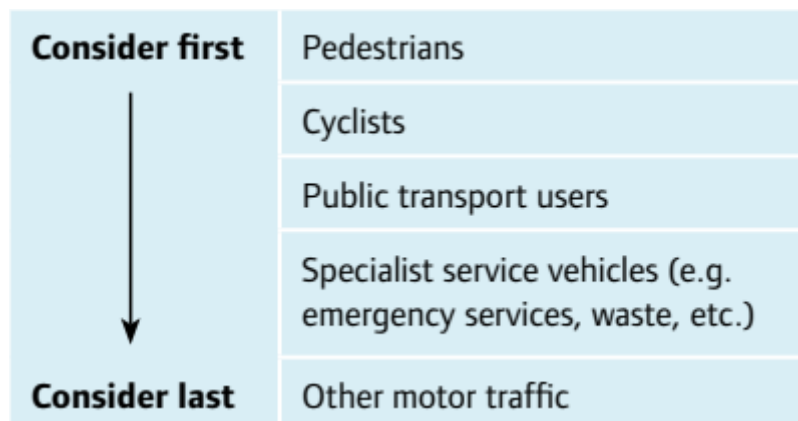 Consider first
Pedestrians
Cyclists
Public transport users
Specialist service vehicles (e.g.
emergency services, waste, etc.)
Consider last
Other motor traffic